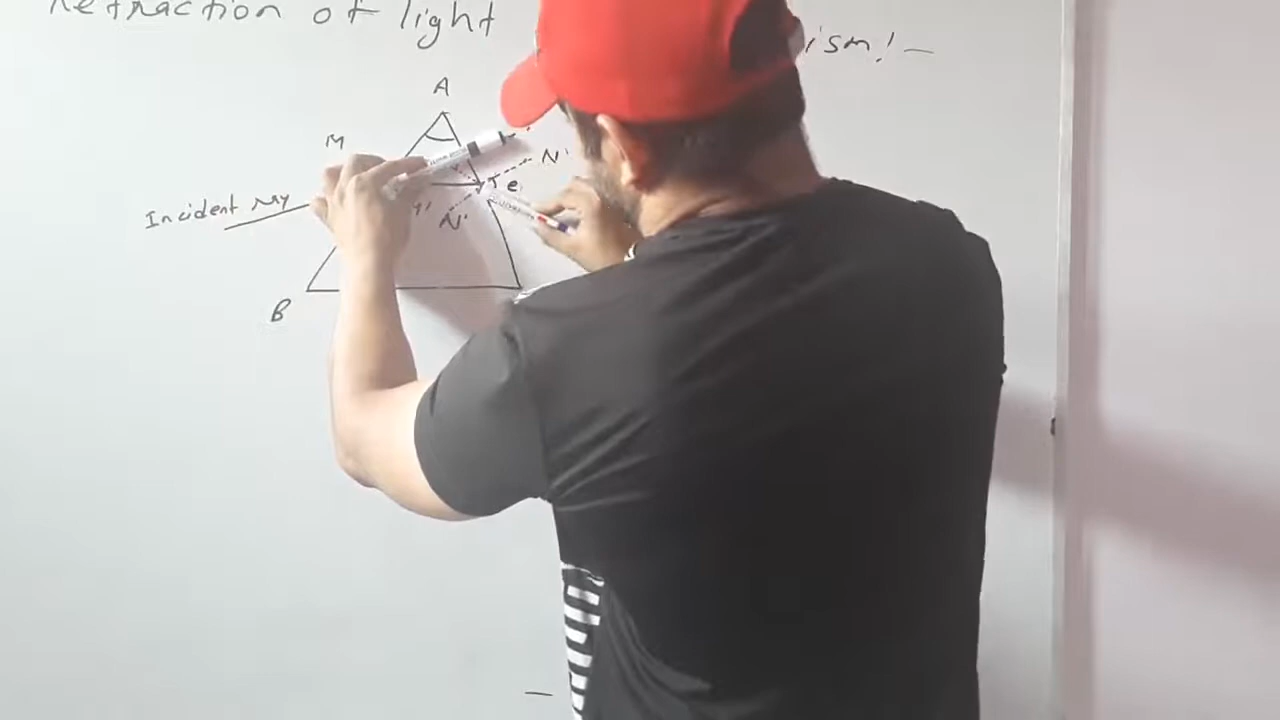 Refraction of light
A
M
N'
e
Incident ray
N'
B